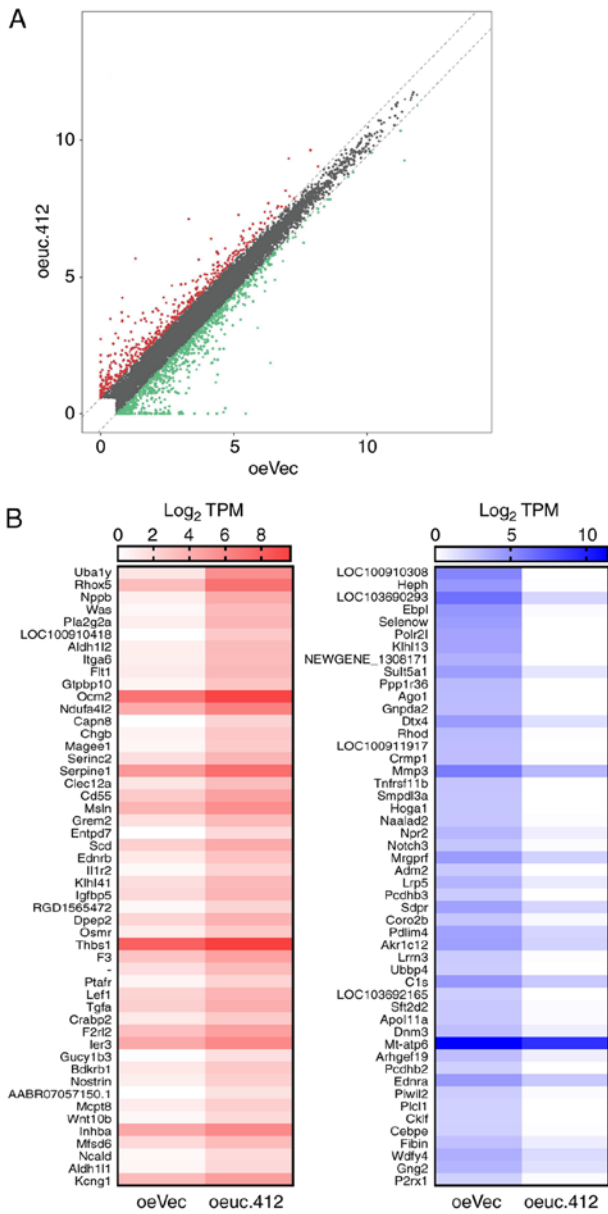 A
10
5
0
oeuc.412
0 5 10
oeVec
B
Log2 TPM
0 2 4 6 8
Uba1y
Rhox5
Nppb
Was
Pla2g2a
LOC100910418
Aldh1l2
Itga6
Flt1
Gtpbp10
Ocm2
Ndufa4l2
Capn8
Chgb
Magee1
Serinc2
Serpine1
Clec12a
Cd55
Msln
Grem2
Entpd7
Scd
Ednrb
Il1r2
Klhl41
Igfbp5
RGD1565472
Dpep2
Osmr
Thbs1
F3
-
Ptafr
Lef1
Tgfa
Crabp2
F2rl2
Ier3
Gucy1b3
Bdkrb1
Nostrin
AABR07057150.1
Mcpt8
Wnt10b
Inhba
Mfsd6
Ncald
Aldh1l1
Kcng1
oeVec oeuc.412
Log2 TPM
0 5 10
LOC100910308
Heph
LOC103690293
Ebpl
Selenow
Polr2l
Klhl13
NEWGENE_1308171
Sult5a1
Ppp1r36
Ago1
Gnpda2
Dtx4
Rhod
LOC100911917
Crmp1
Mmp3
Tnfrsf11b
Smpdl3a
Hoga1
Naalad2
Npr2
Notch3
Mrgprf
Adm2
Lrp5
Pcdhb3
Sdpr
Coro2b
Pdlim4
Akr1c12
Lrrn3
Ubbp4
C1s
LOC103692165
Sft2d2
Apol11a
Dnm3
Mt-atp6
Arhgef19
Pcdhb2
Ednra
Piwil2
Plcl1
Cklf
Cebpe
Fibin
Wdfy4
Gng2
P2rx1
oeVec oeuc.412